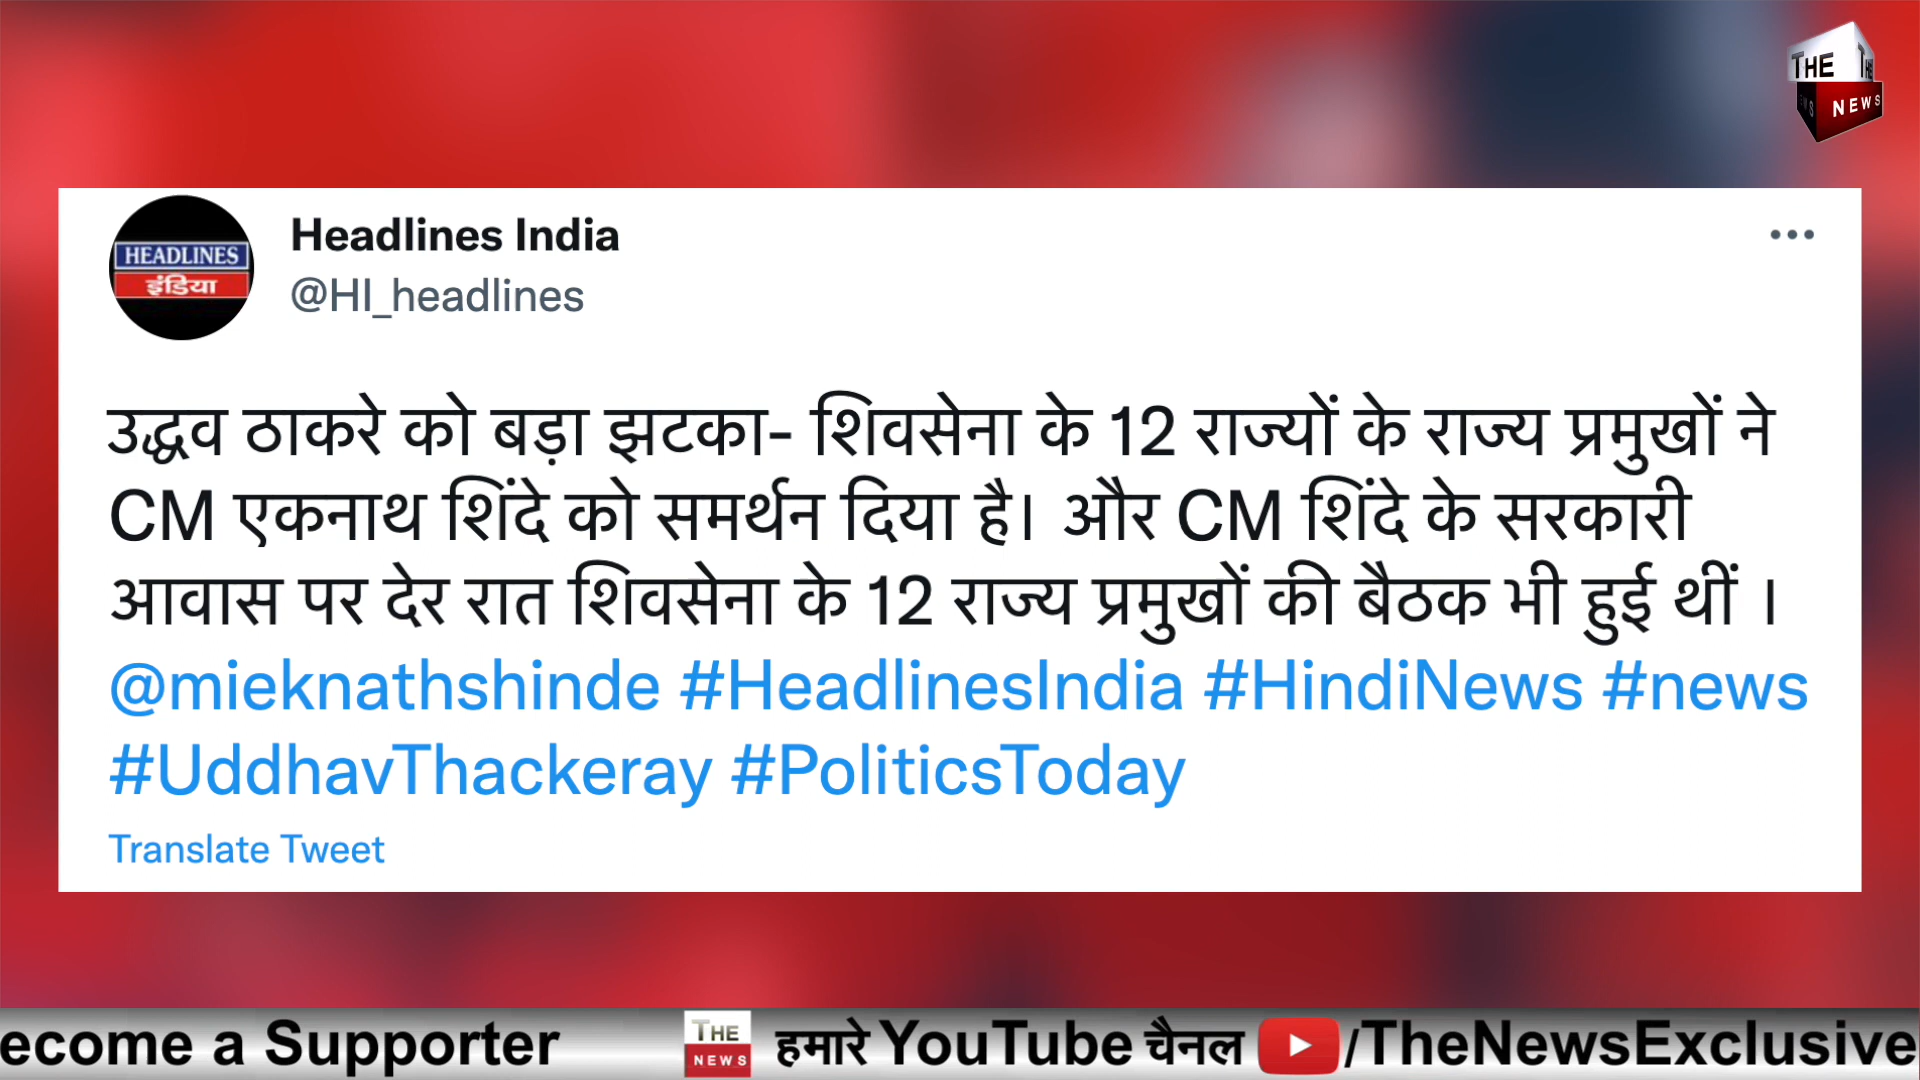 THE
NEWS
HEADLINES
इंडिया
Headlines India
@HI_headlines
उद्धव ठाकरे को बड़ा झटका- शिवसेना के 12 राज्यों के राज्य प्रमुखों ने
CM एकनाथ शिंदे को समर्थन दिया है। और CM शिंदे के सरकारी
आवास पर देर रात शिवसेना के 12 राज्य प्रमुखों की बैठक भी हुई थीं ।
@mieknathshinde #HeadlinesIndia #HindiNews #news
#UddhavThackeray #PoliticsToday
Translate Tweet
ecome a Supporter THE NEWS हमारे YouTube चैनल /TheNewsExclusive